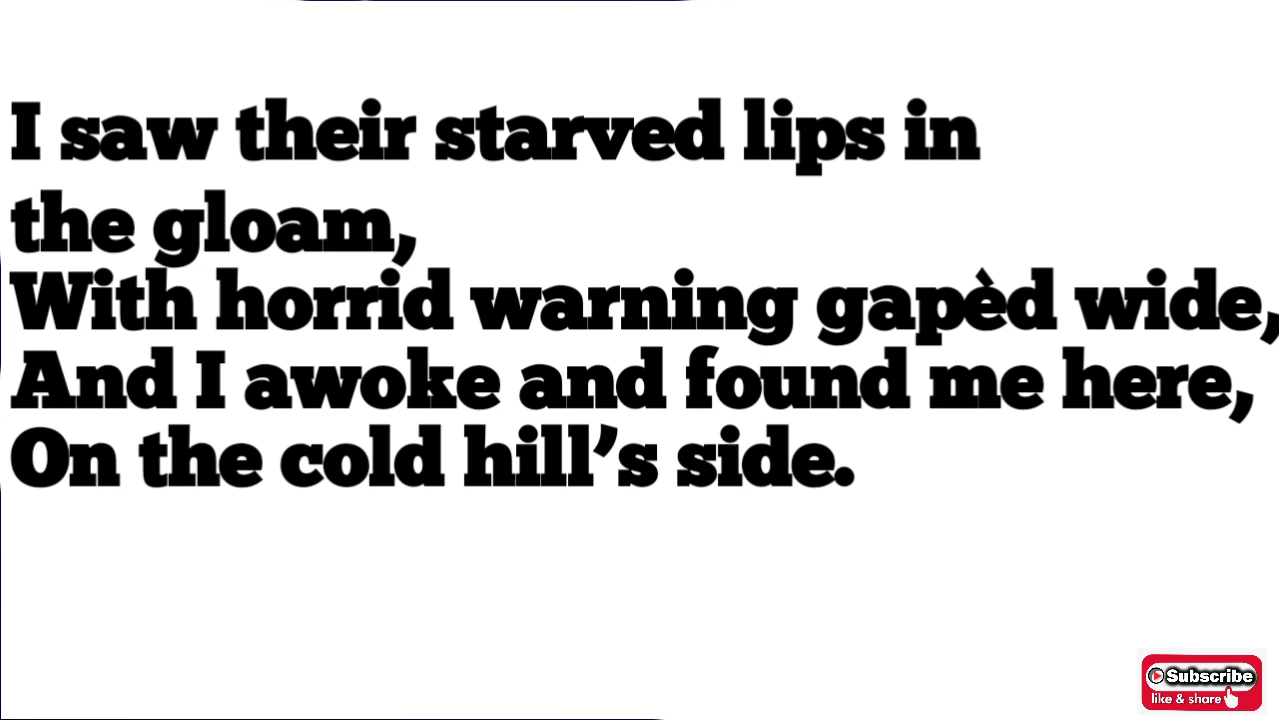 I saw their starved lips in
the gloam,
With horrid warning gapèd wide,
And I awoke and found me here,
On the cold hill’s side.
Subscribe
like & share